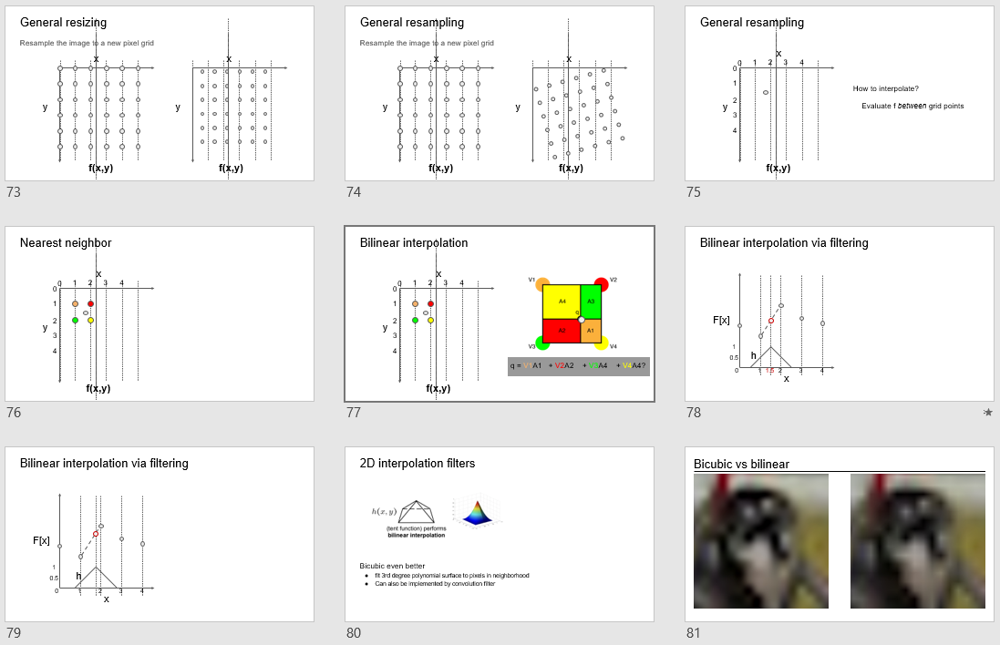 General resizing
Resample the image to a new pixel grid
x
x
y
y
f(x,y)
f(x,y)
73
General resampling
Resample the image to a new pixel grid
x
x
y
y
f(x,y)
f(x,y)
74
General resampling
x
0 1 2 3 4
0
1
2
3
4
y
How to interpolate?
Evaluate f between grid points
f(x,y)
75
Nearest neighbor
x
0 1 2 3 4
0
1
2
3
4
y
f(x,y)
76
Bilinear interpolation
x
0 1 2 3 4
0
1
2
3
4
y
f(x,y)
V1 V2
A4 A3
q
A2 A1
V3 V4
q = V1A1 + V2A2 + A4 + V4A4?
77
Bilinear interpolation via filtering
F[x]
1
0.5
h
0 1 1.5 2 3 4
x
78
Bilinear interpolation via filtering
F[x]
1
0.5
h
0 1 2 3 4
x
79
2D interpolation filters
h(x, y)
(tent function) performs
bilinear interpolation
Bicubic even better
● fit 3rd degree polynomial surface to pixels in neighborhood
● Can also be implemented by convolution filter
80
Bicubic vs bilinear
81